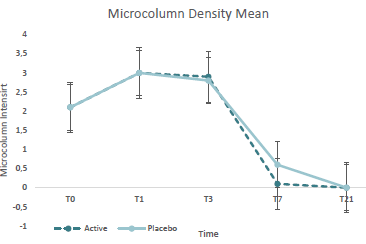 Microcolumn Density Mean
4
3,5
3
2,5
2
1,5
1
0,5
0
-0,5
-1
Microcolumn Intensirt
T0 T1 T3 T7 T21
Active Placebo
Time